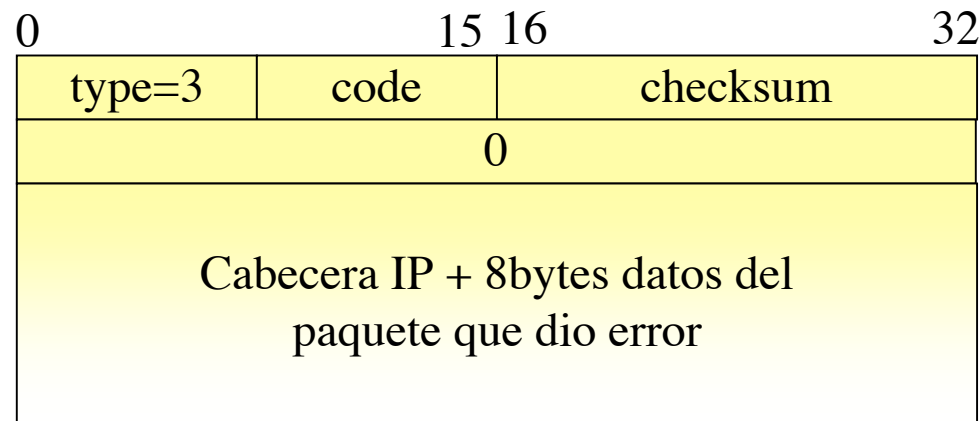 0 15 16 32
type=3 code checksum
0
Cabecera IP + 8bytes datos del
paquete que dio error